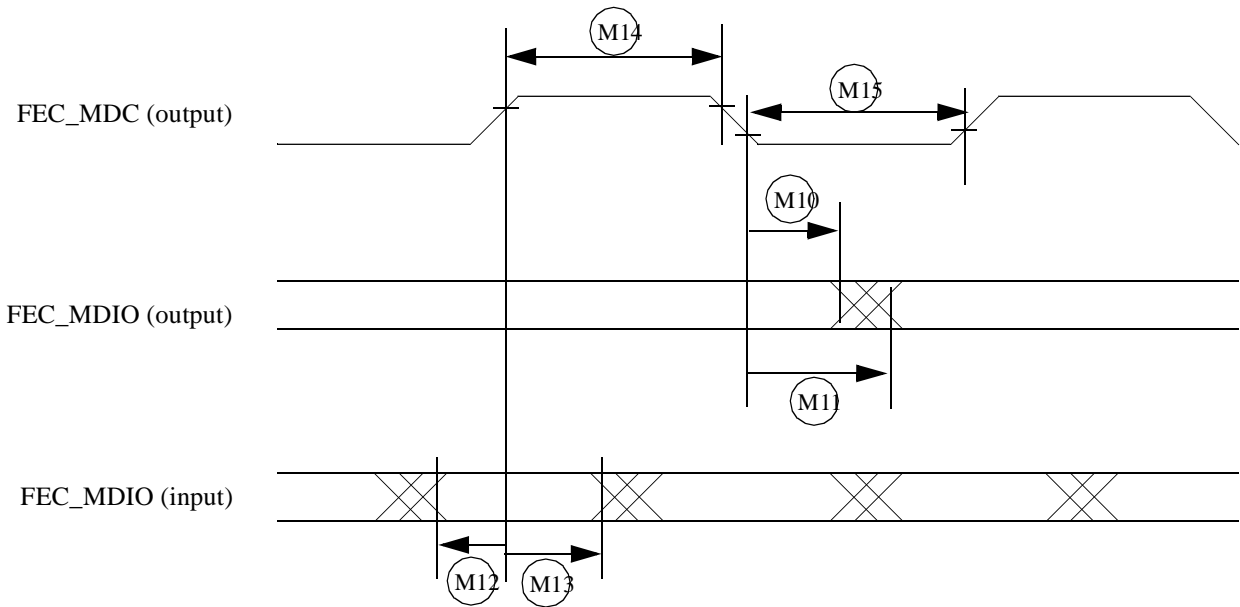 M14
FEC_MDC (output)
M15
M10
FEC_MDIO (output)
M11
FEC_MDIO (input)
M12
M13